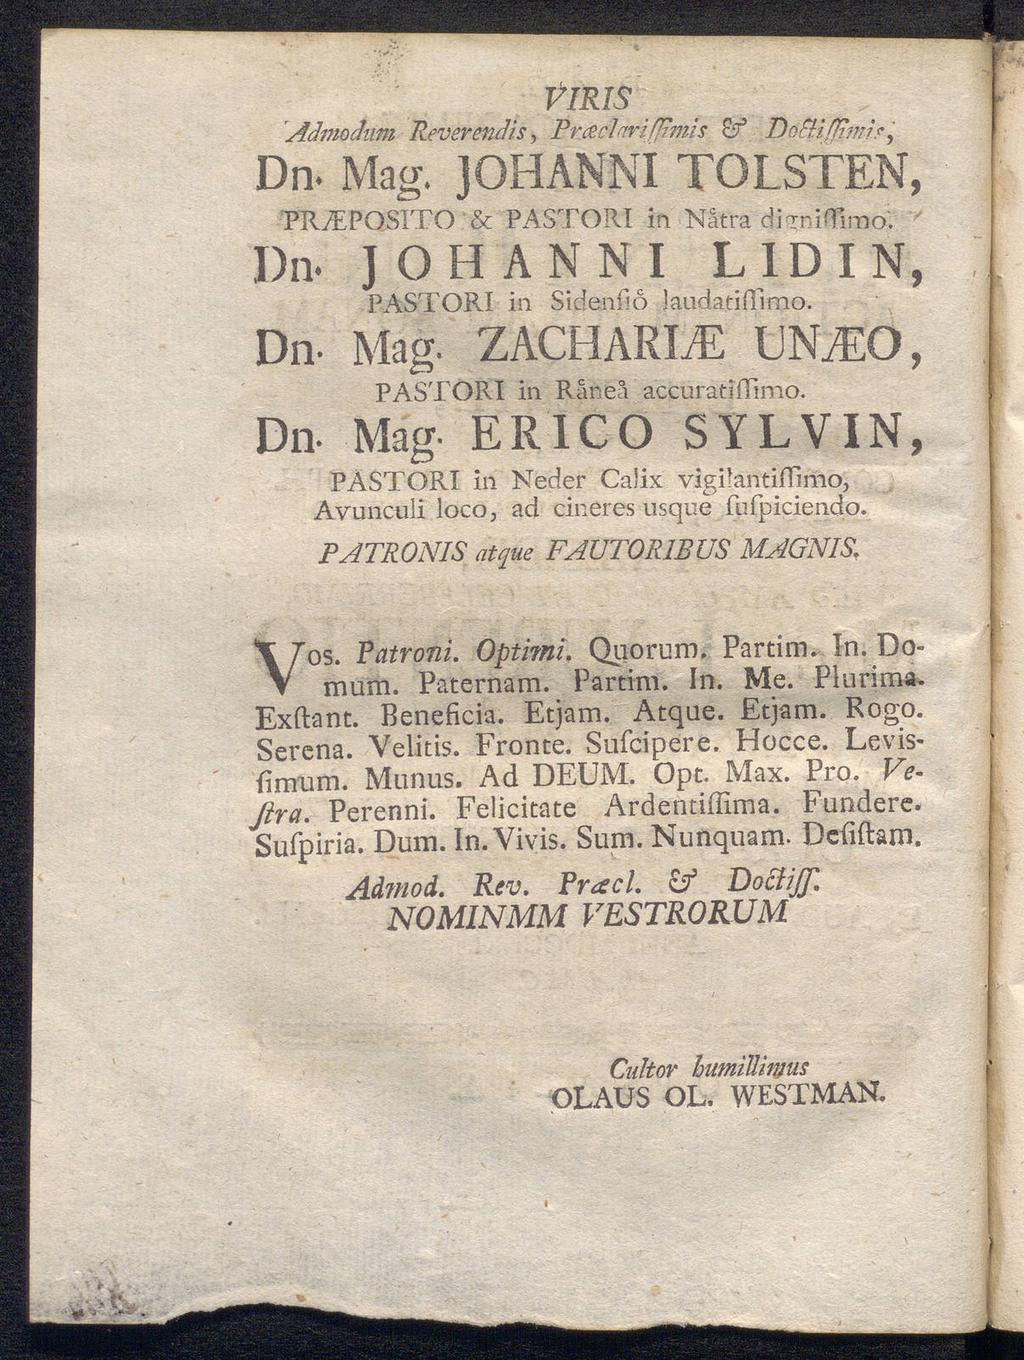 VIRIS
Admodum Reverendis, Præclariſſimis & Doctiſſimis,
Dn. Mag. JOHANNI TOLSTEN,
PRÆPOSITO & PASTORI in Nåtra digniſſimo.
Dn. JOHANNI LIDIN,
PASTORI in Sidenſiö laudatiſſimo.
Dn. Mag. ZACHARIÆ UNÆO,
PASTORI in Råneå accuratiſſimo.
Dn. Mag. ERICO SYLVIN,
PASTORI in Neder Calix vigilantiſſimo,
Avunculi loco, ad cineres usque ſuſpiciendo.
PATRONIS atque FAUTORIBUS MAGNIS.
Vos. Patroni. Optimi. Quorum. Partim. In. Do-
mum. Paternam. Partim. In. Me. Plurima.
Exſtant. Beneficia. Etjam. Atque. Etjam. Rogo.
Serena. Velitis. Fronte. Suſcipere. Hocce. Levis-
ſimum. Munus. Ad DEUM. Opt. Max. Pro. Ve-
ſtra. Perenni. Felicitate Ardentiſſima. Fundere.
Suſpiria. Dum. In. Vivis. Sum. Nunquam. Deſiſtam.
Admod. Rev. Præcl. & Doctiſſ.
NOMINMM VESTRORUM
Cultor humillimus
OLAUS OL. WESTMAN.